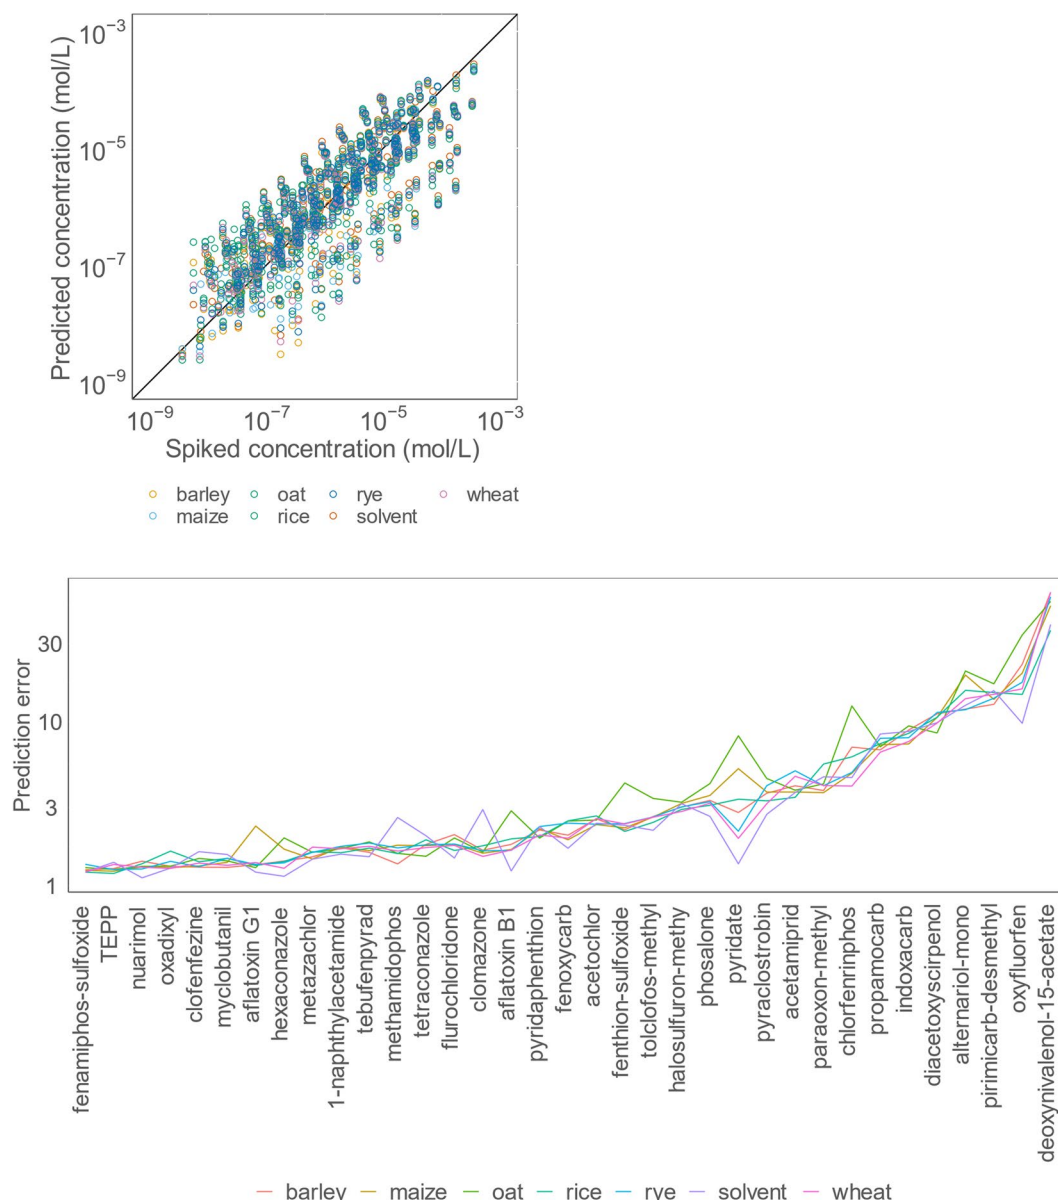 10−3
10−5
10−7
10−9
Predicted concentration (mol/L)
10−9 10−7 10−5 10−3
Spiked concentration (mol/L)
barley oat rye wheat
maize rice solvent
30
10
3
1
Prediction error
fenamiphos-sulfoxide
TEPP
nuarimol
oxadixyl
clofenfezine
myclobutanil
aflatoxin G1
hexaconazole
metazachlor
1-naphthylacetamide
tebufenpyrad
methamidophos
tetraconazole
flurochloridone
clomazone
aflatoxin B1
pyridaphenthion
fenoxycarb
acetochlor
fenthion-sulfoxide
tolclofos-methyl
halosulfuron-methy
phosalone
pyridate
pyraclostrobin
acetamiprid
paraoxon-methyl
chlorfenrinphos
propamocarb
indoxacarb
diacetoxyscirpenol
alternariol-mono
pirimicarb-desmethyl
oxyfluorfen
deoxynivalenol-15-acetate
barley maize oat rice rye solvent wheat